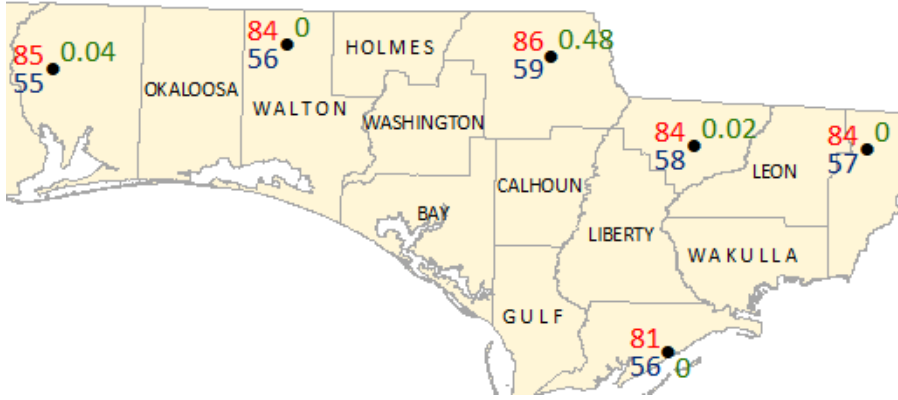 85 0.04
55
84 0
56
HOLMES
86 0.48
59
OKALOOSA
WALTON
WASHINGTON
84 0.02
58
84 0
57
LEON
CALHOUN
BAY
LIBERTY
WAKULLA
GULF
81
56 0